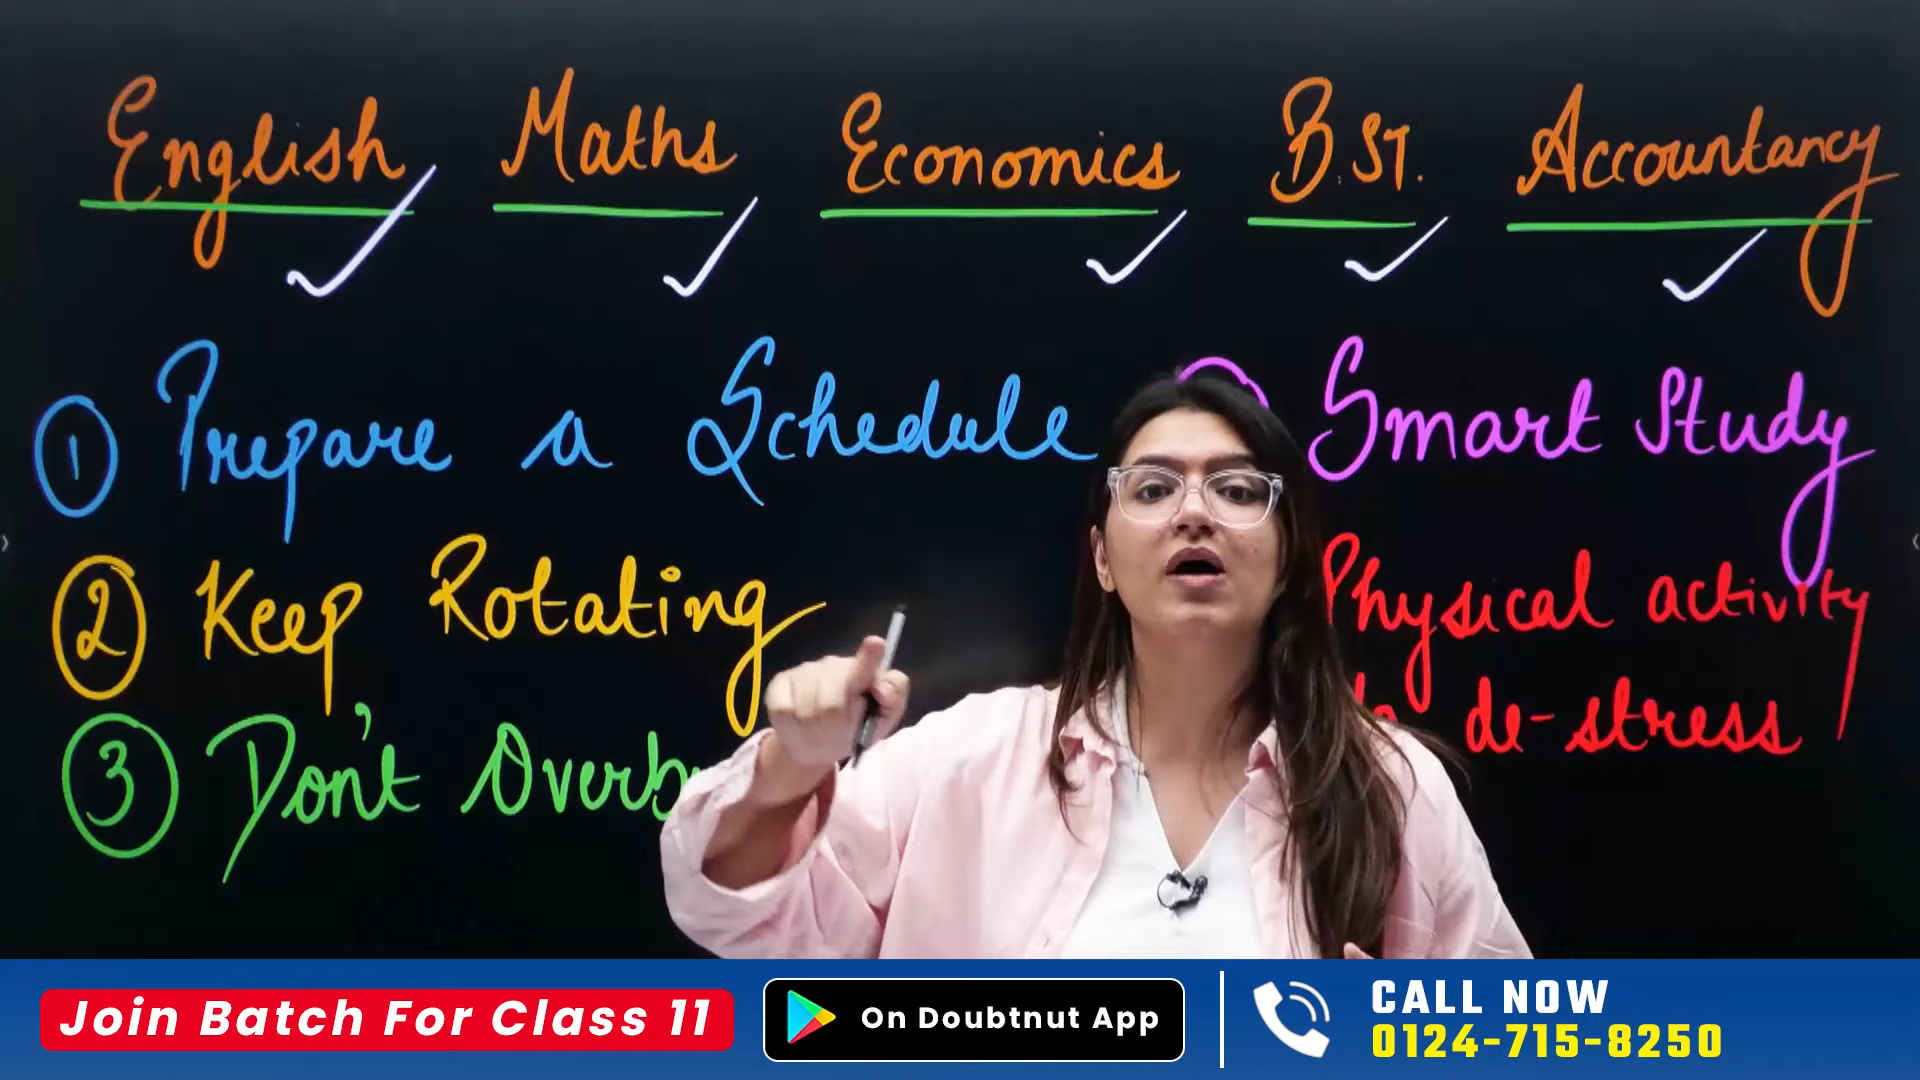 English Maths Economics B.ST. Accountancy
1 Prepare a Schedule
2 Keep Rotating
3 Don't
Smart Study
Physical activity
de-stress
Join Batch For Class 11
On Doubtnut App
CALL NOW
0124-715-8250